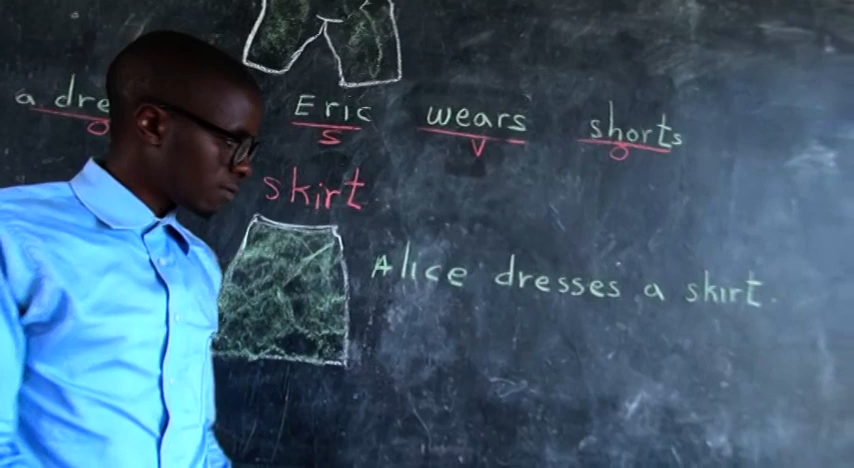 a dre Eric wears shorts
O S V O
skirt
Alice dresses a skirt.